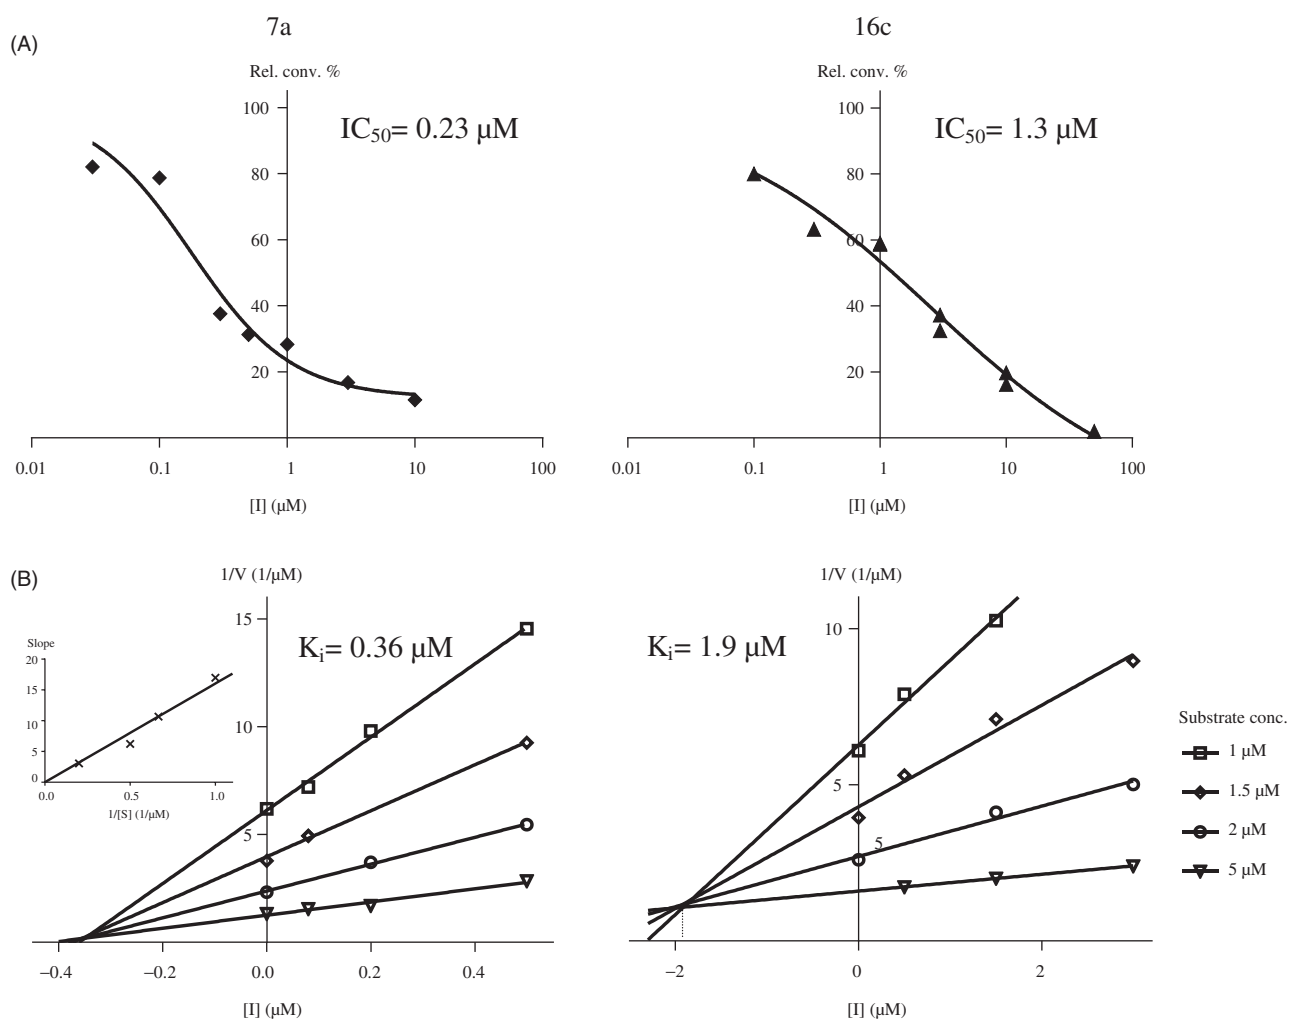 (A)
7a
Rel. conv. %
IC50= 0.23 µM
100
80
60
40
20
0.01 0.1 1 10 100
[I] (µM)
16c
Rel. conv. %
IC50= 1.3 µM
100
80
60
40
20
0.01 0.1 1 10 100
[I] (µM)
(B)
1/V (1/µM)
Ki= 0.36 µM
15
10
5
−0.4 −0.2 0.0 0.2 0.4
[I] (µM)
Slope
20
15
10
5
0
0.0 0.5 1.0
1/[S] (1/µM)
1/V (1/µM)
Ki= 1.9 µM
10
5
5
−2 0 2
[I] (µM)
Substrate conc.
1 µM
1.5 µM
2 µM
5 µM